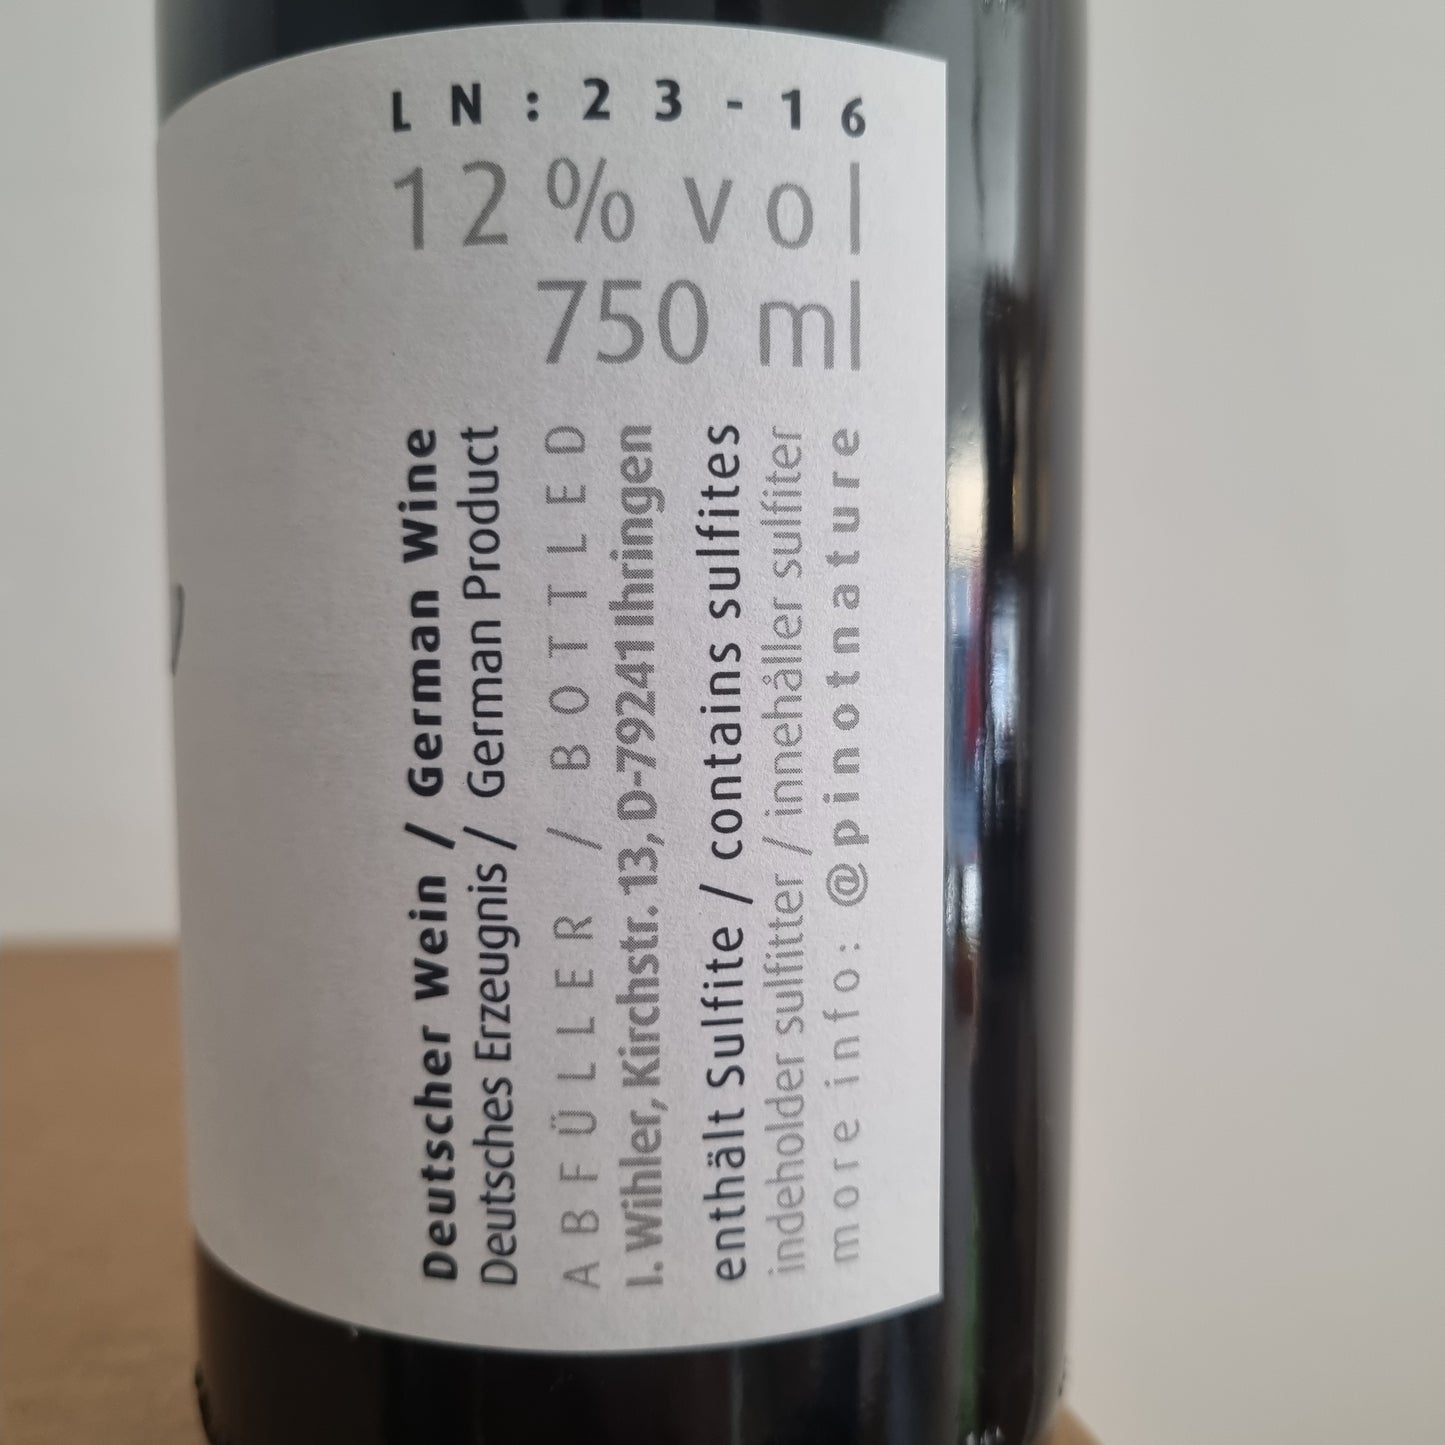 LN:23-16
12% vol
750 ml
Deutscher Wein / German Wine
Deutsches Erzeugnis / German Product
ABFÜLLER / BOTTLED
I. Wihler, Kirchstr. 13, D-79241 Ihringen
enthält Sulfite / contains sulfites
indeholder sulfitter / innehåller sulfiter
more info: @pinotnature